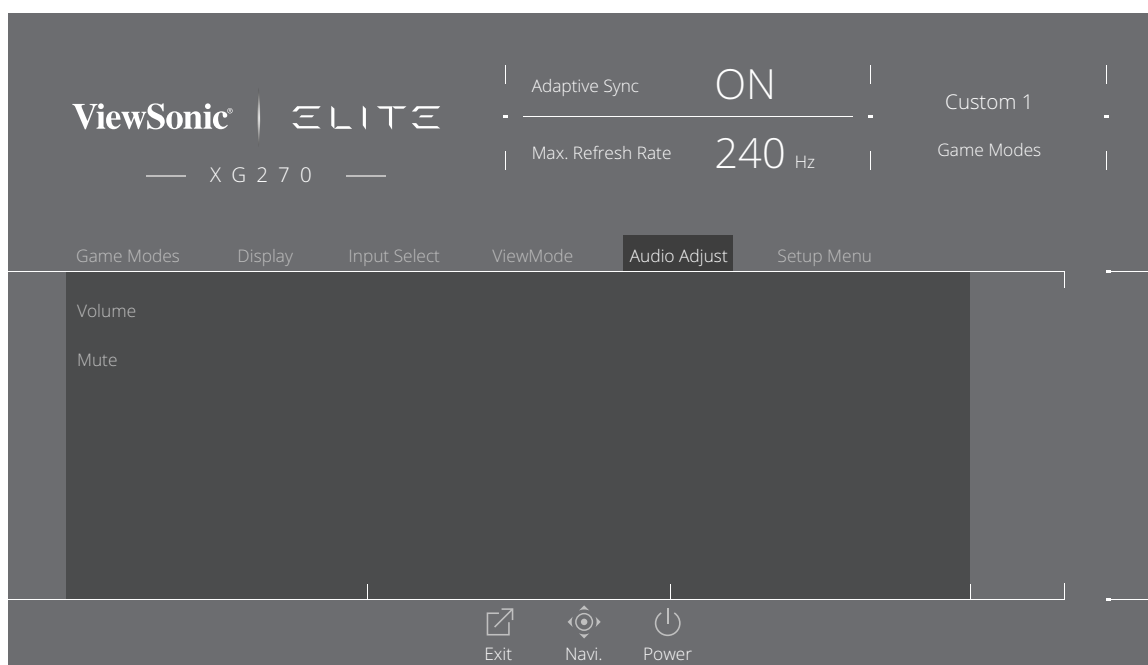 ViewSonic® | ELITE
XG270
Adaptive Sync ON
Max. Refresh Rate 240 Hz
Custom 1
Game Modes
Game Modes Display Input Select ViewMode Audio Adjust Setup Menu
Volume
Mute
Exit Navi. Power